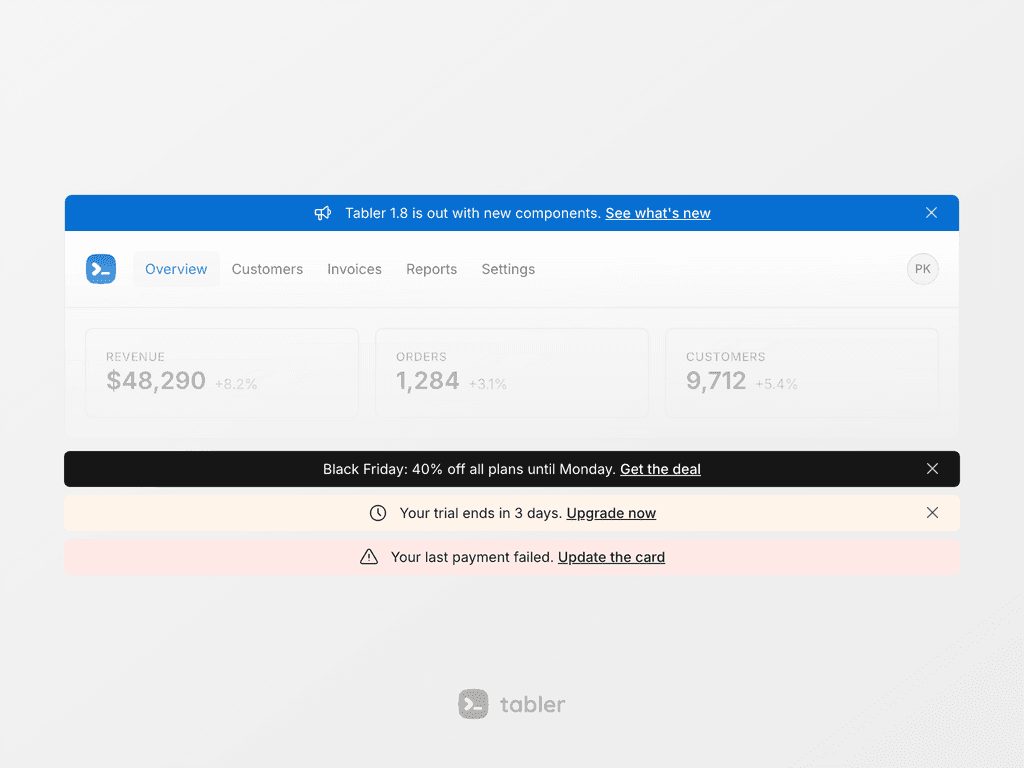 Tabler 1.8 is out with new components. See what's new
Overview Customers Invoices Reports Settings PK
REVENUE ORDERS CUSTOMERS
$48,290 +8.2% 1,284 +3.1% 9,712 +5.4%
Black Friday: 40% off all plans until Monday. Get the deal
Your trial ends in 3 days. Upgrade now
Your last payment failed. Update the card
tabler